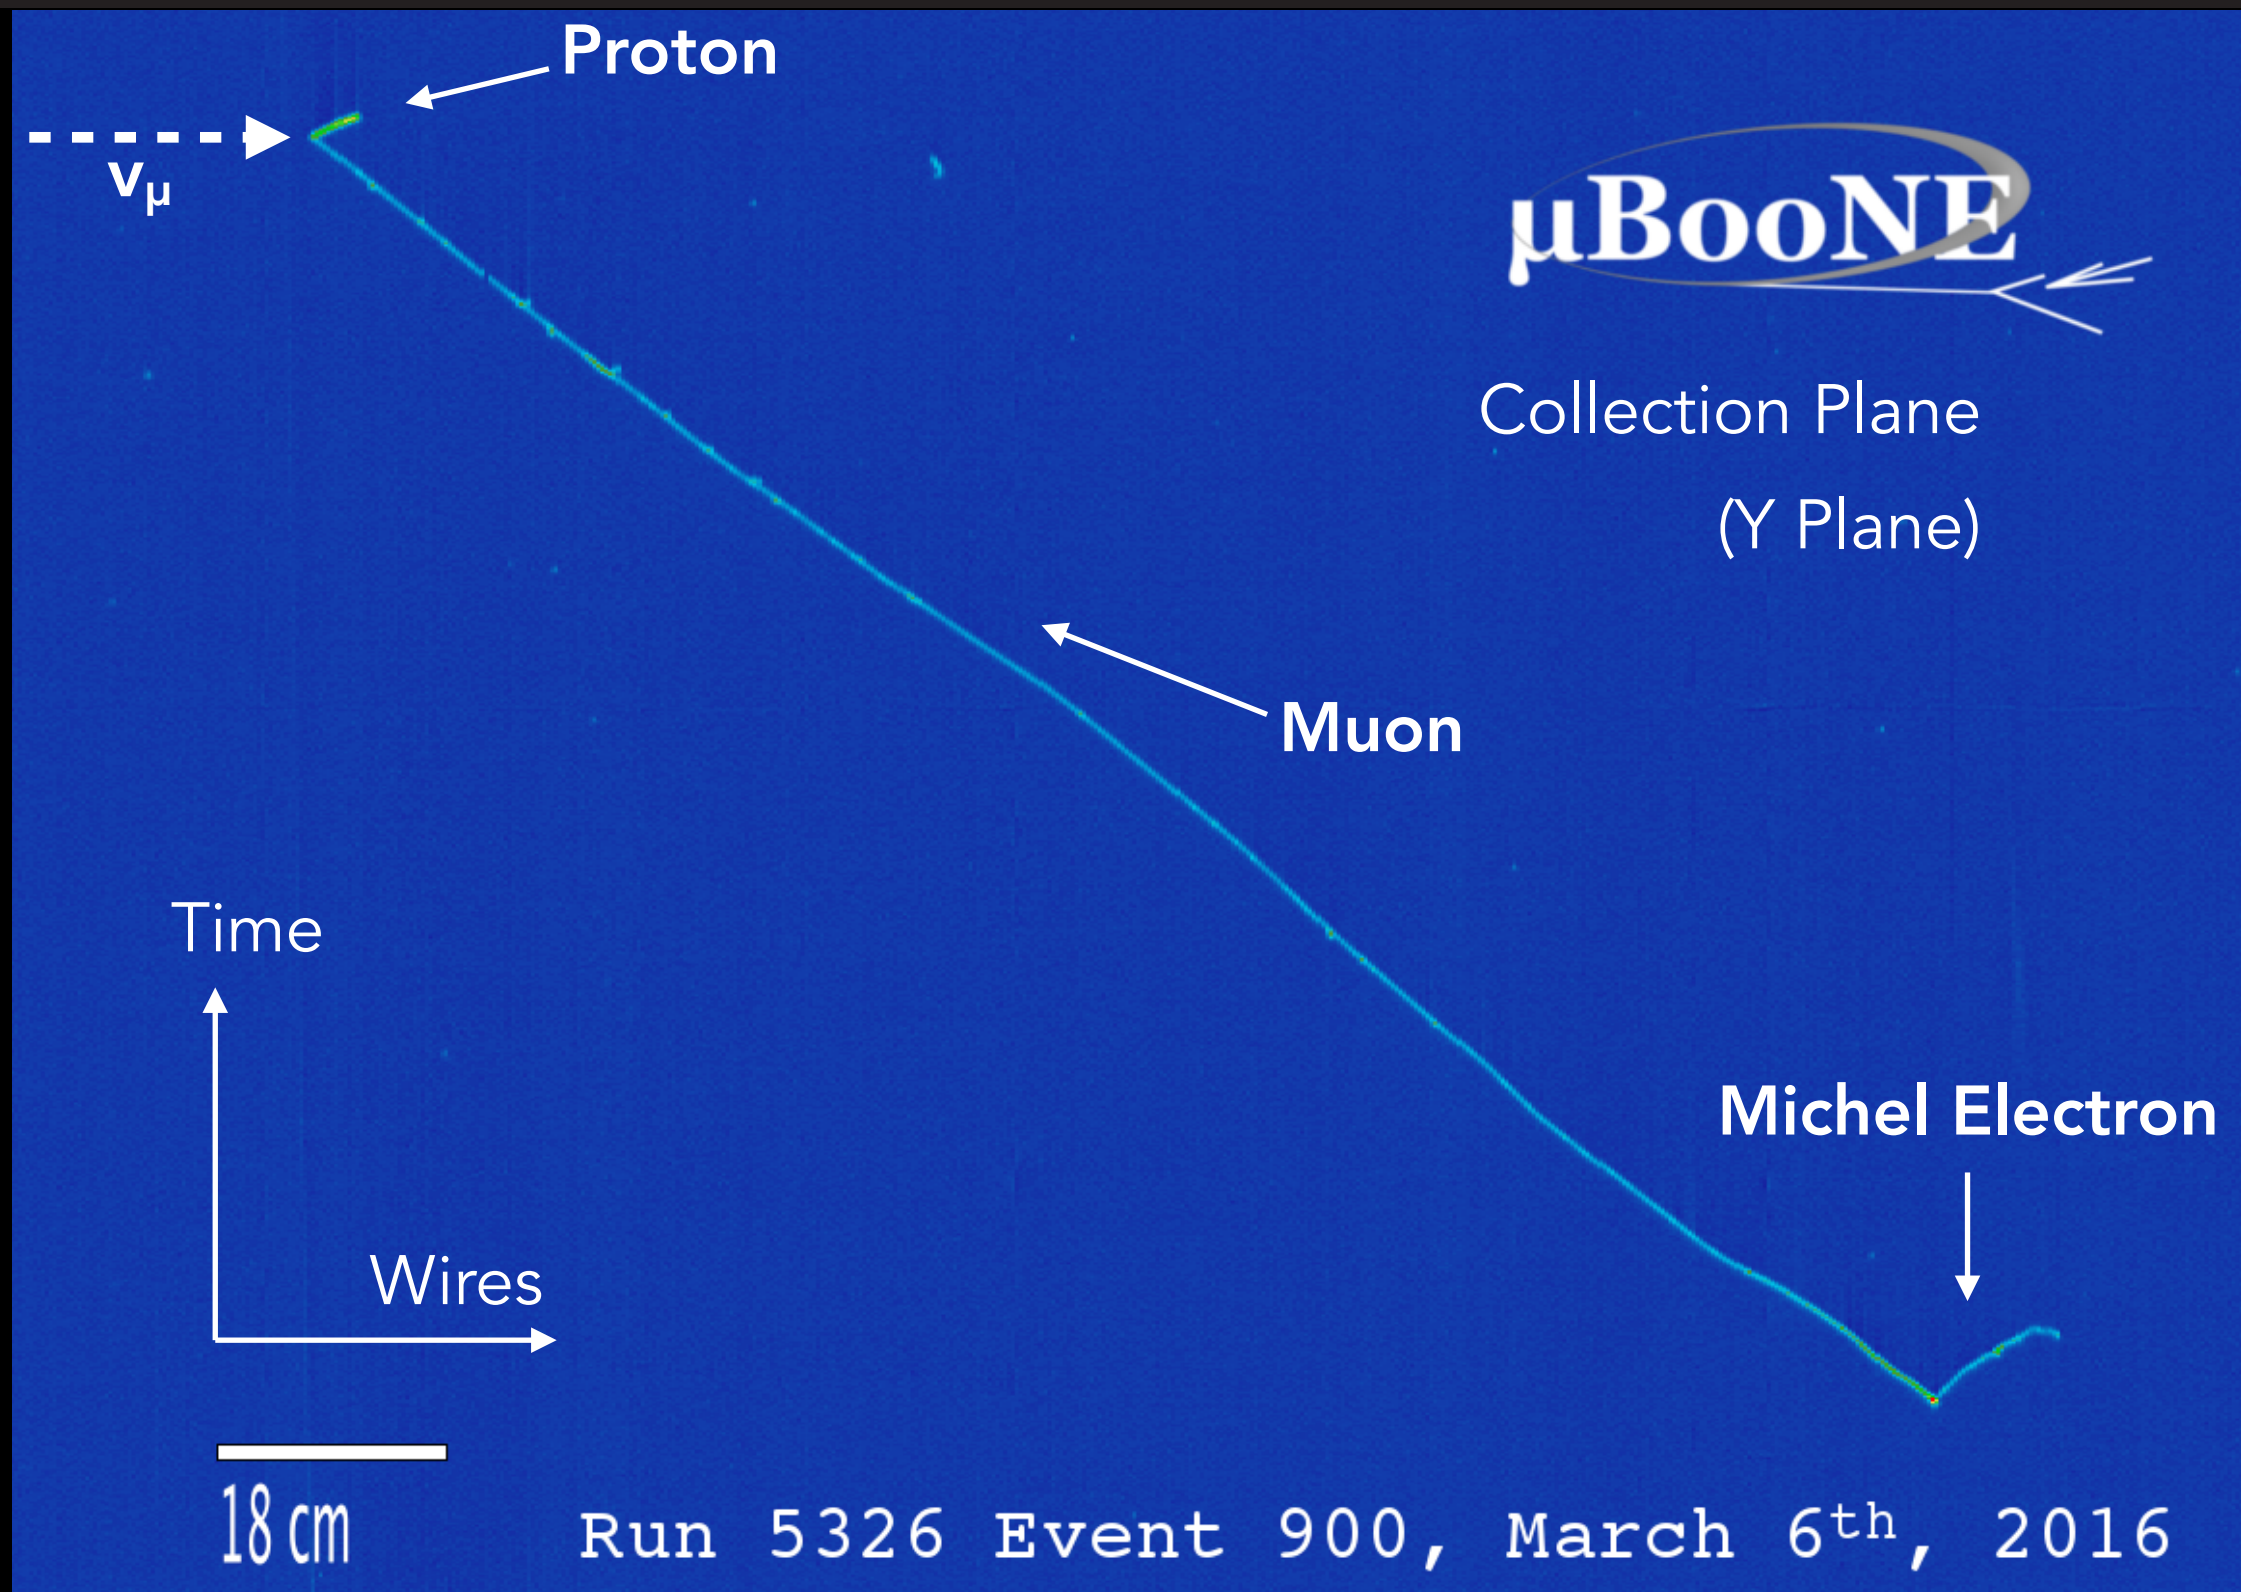 Proton
νμ
μBooNE
Collection Plane
(Y Plane)
Muon
Time
Wires
Michel Electron
18 cm
Run 5326 Event 900, March 6th, 2016